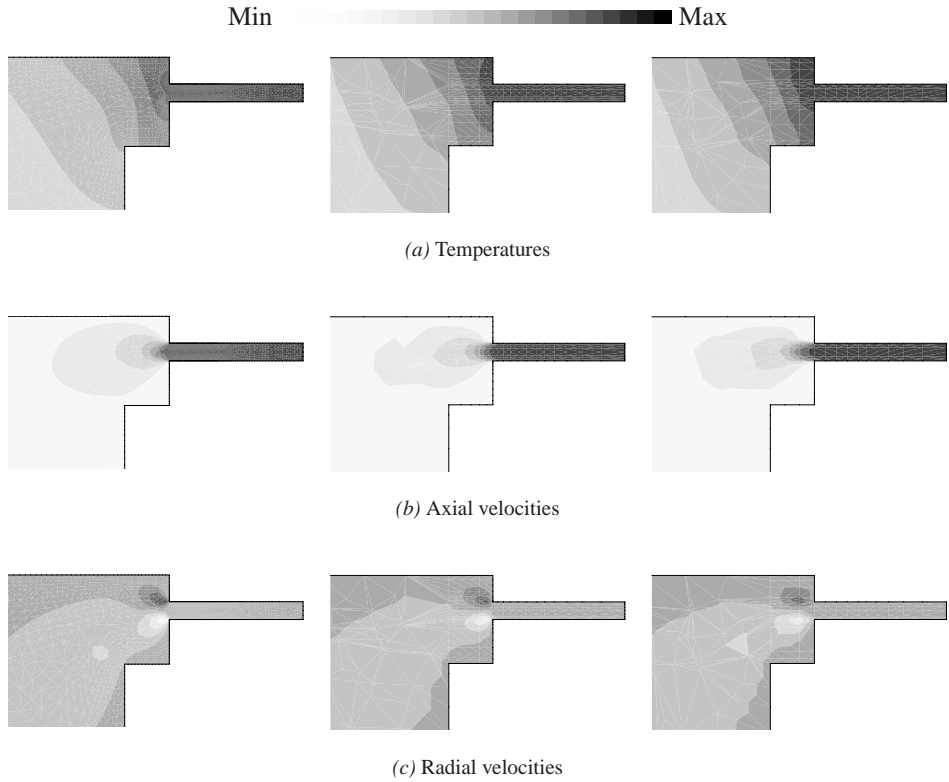 Min Max
(a) Temperatures
(b) Axial velocities
(c) Radial velocities